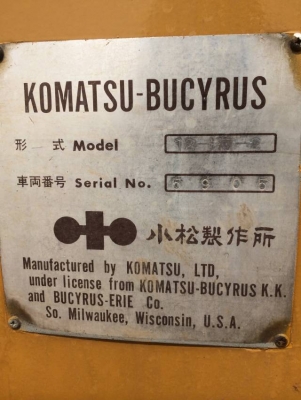 KOMATSU-BUCYRUS
形式 Model
車両番号 Serial No.
小松製作所
Manufactured by KOMATSU, LTD,
under license from KOMATSU-BUCYRUS K.K.
and BUCYRUS-ERIE Co.
So. Milwaukee, Wisconsin, U.S.A.